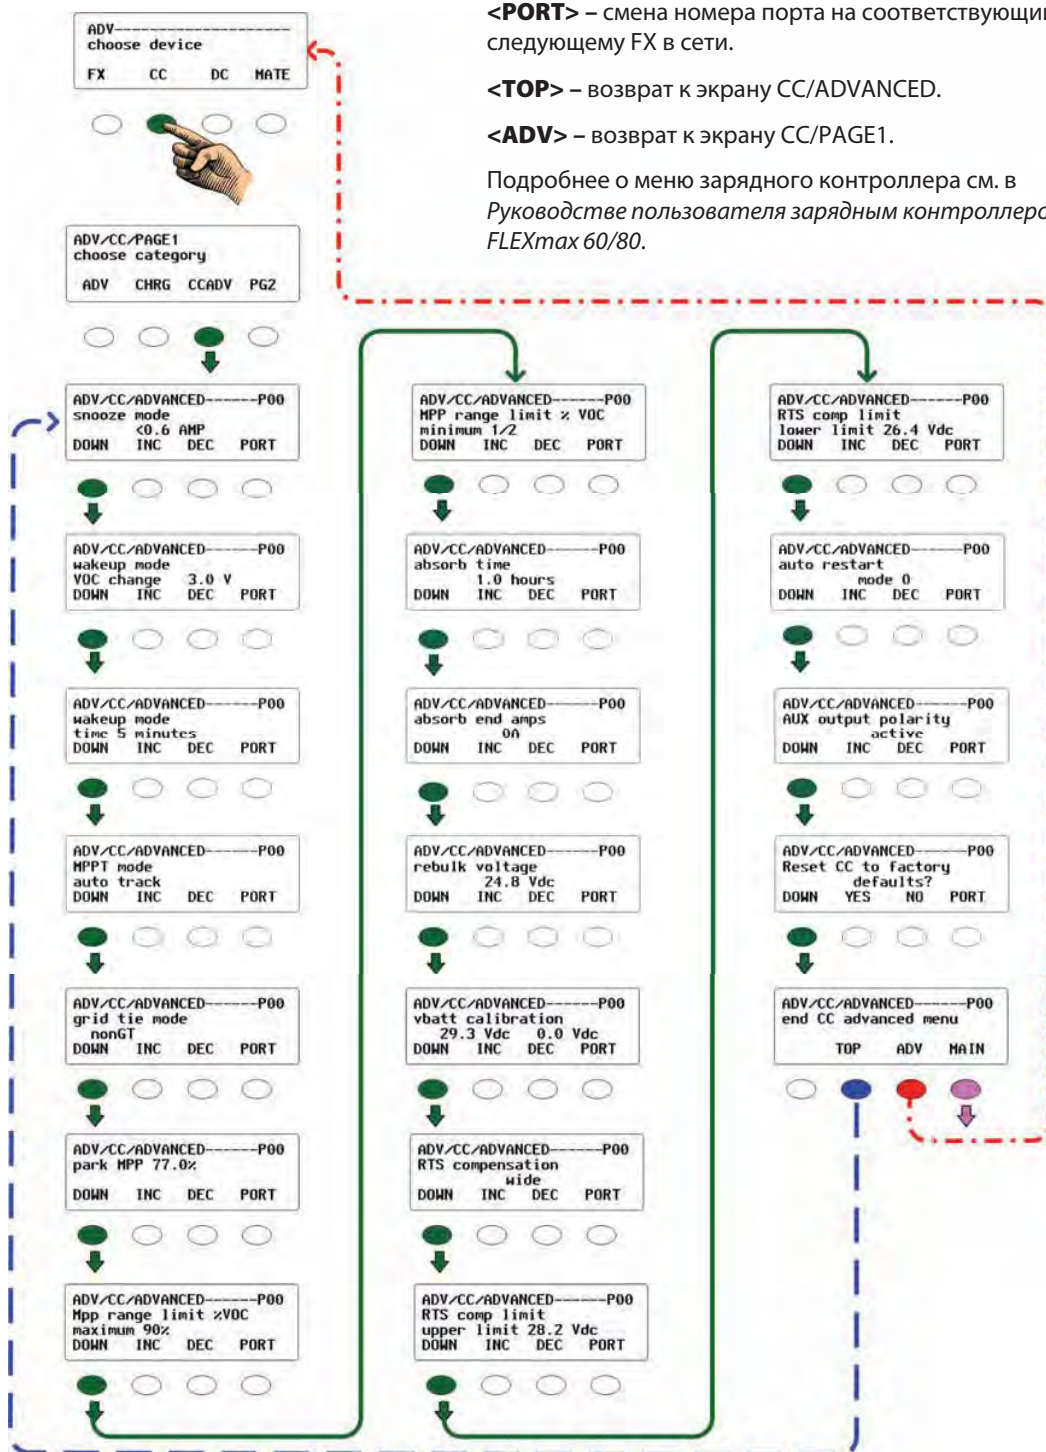 <PORT> – смена номера порта на соответствующи
следующему FX в сети.
<TOP> – возврат к экрану CC/ADVANCED.
<ADV> – возврат к экрану CC/PAGE1.
Подробнее о меню зарядного контроллера см. в
Руководстве пользователя зарядным контроллеро
FLEXmax 60/80.
ADV---------------------
choose device
FX CC DC MATE
ADV/CC/PAGE1
choose category
ADV CHRG CCADV PG2
ADV/CC/ADVANCED------P00
snooze mode
<0.6 AMP
DOWN INC DEC PORT
ADV/CC/ADVANCED------P00
wakeup mode
VOC change 3.0 V
DOWN INC DEC PORT
ADV/CC/ADVANCED------P00
wakeup mode
time 5 minutes
DOWN INC DEC PORT
ADV/CC/ADVANCED------P00
MPPT mode
auto track
DOWN INC DEC PORT
ADV/CC/ADVANCED------P00
grid tie mode
nonGT
DOWN INC DEC PORT
ADV/CC/ADVANCED------P00
park MPP 77.0%
DOWN INC DEC PORT
ADV/CC/ADVANCED------P00
Mpp range limit %VOC
maximum 90%
DOWN INC DEC PORT
ADV/CC/ADVANCED------P00
MPP range limit % VOC
minimum 1/2
DOWN INC DEC PORT
ADV/CC/ADVANCED------P00
absorb time
1.0 hours
DOWN INC DEC PORT
ADV/CC/ADVANCED------P00
absorb end amps
0A
DOWN INC DEC PORT
ADV/CC/ADVANCED------P00
rebulk voltage
24.8 Vdc
DOWN INC DEC PORT
ADV/CC/ADVANCED------P00
vbatt calibration
29.3 Vdc 0.0 Vdc
DOWN INC DEC PORT
ADV/CC/ADVANCED------P00
RTS compensation
wide
DOWN INC DEC PORT
ADV/CC/ADVANCED------P00
RTS comp limit
upper limit 28.2 Vdc
DOWN INC DEC PORT
ADV/CC/ADVANCED------P00
RTS comp limit
lower limit 26.4 Vdc
DOWN INC DEC PORT
ADV/CC/ADVANCED------P00
auto restart
mode 0
DOWN INC DEC PORT
ADV/CC/ADVANCED------P00
AUX output polarity
active
DOWN INC DEC PORT
ADV/CC/ADVANCED------P00
Reset CC to factory
defaults?
DOWN YES NO PORT
ADV/CC/ADVANCED------P00
end CC advanced menu
TOP ADV MAIN